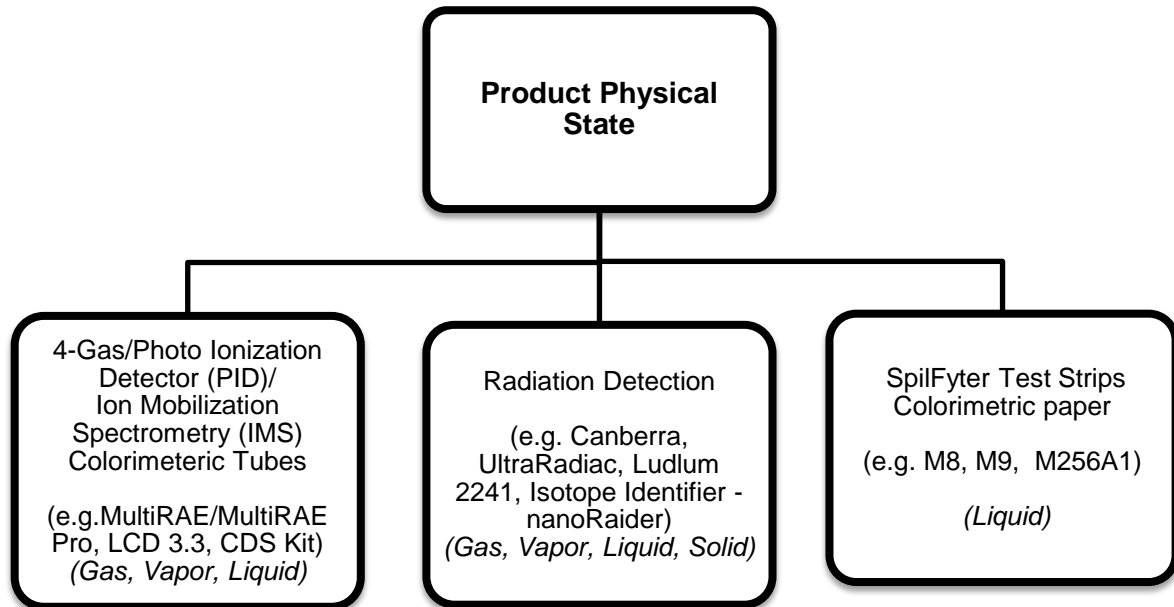 Product Physical
State
4-Gas/Photo Ionization
Detector (PID)/
Ion Mobilization
Spectrometry (IMS)
Colorimeteric Tubes
(e.g.MultiRAE/MultiRAE
Pro, LCD 3.3, CDS Kit)
(Gas, Vapor, Liquid)
Radiation Detection
(e.g. Canberra,
UltraRadiac, Ludlum
2241, Isotope Identifier -
nanoRaider)
(Gas, Vapor, Liquid, Solid)
SpilFyter Test Strips
Colorimetric paper
(e.g. M8, M9,  M256A1)
(Liquid)